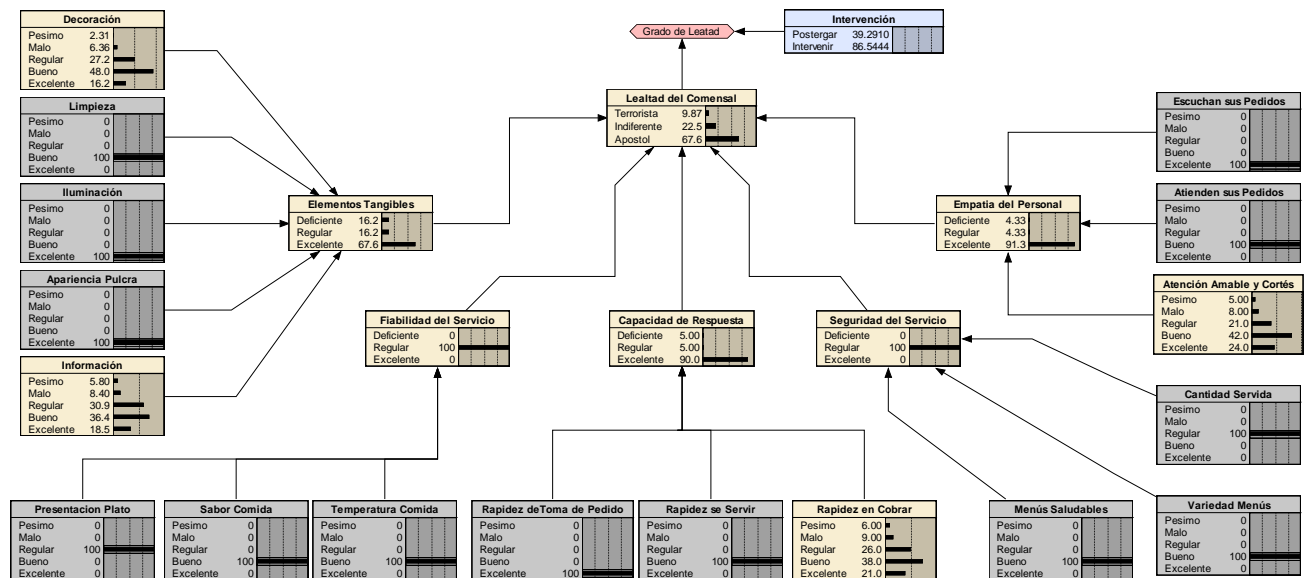 Decoración
Pesimo 2.31
Malo 6.36
Regular 27.2
Bueno 48.0
Excelente 16.2
Grado de Leatad
Intervención
Postergar 39.2910
Intervenir 86.5444
Limpieza
Pesimo 0
Malo 0
Regular 0
Bueno 100
Excelente 0
Lealtad del Comensal
Terrorista 9.87
Indiferente 22.5
Apostol 67.6
Escuchan sus Pedidos
Pesimo 0
Malo 0
Regular 0
Bueno 0
Excelente 100
Iluminación
Pesimo 0
Malo 0
Regular 0
Bueno 0
Excelente 100
Elementos Tangibles
Deficiente 16.2
Regular 16.2
Excelente 67.6
Empatia del Personal
Deficiente 4.33
Regular 4.33
Excelente 91.3
Atienden sus Pedidos
Pesimo 0
Malo 0
Regular 0
Bueno 100
Excelente 0
Apariencia Pulcra
Pesimo 0
Malo 0
Regular 0
Bueno 0
Excelente 100
Atención Amable y Cortés
Pesimo 5.00
Malo 8.00
Regular 21.0
Bueno 42.0
Excelente 24.0
Información
Pesimo 5.80
Malo 8.40
Regular 30.9
Bueno 36.4
Excelente 18.5
Fiabilidad del Servicio
Deficiente 0
Regular 100
Excelente 0
Capacidad de Respuesta
Deficiente 5.00
Regular 5.00
Excelente 90.0
Seguridad del Servicio
Deficiente 0
Regular 100
Excelente 0
Cantidad Servida
Pesimo 0
Malo 0
Regular 100
Bueno 0
Excelente 0
Presentacion Plato
Pesimo 0
Malo 0
Regular 100
Bueno 0
Excelente 0
Sabor Comida
Pesimo 0
Malo 0
Regular 0
Bueno 100
Excelente 0
Temperatura Comida
Pesimo 0
Malo 0
Regular 0
Bueno 100
Excelente 0
Rapidez deToma de Pedido
Pesimo 0
Malo 0
Regular 0
Bueno 0
Excelente 100
Rapidez se Servir
Pesimo 0
Malo 0
Regular 0
Bueno 100
Excelente 0
Rapidez en Cobrar
Pesimo 6.00
Malo 9.00
Regular 26.0
Bueno 38.0
Excelente 21.0
Menús Saludables
Pesimo 0
Malo 0
Regular 0
Bueno 100
Excelente 0
Variedad Menús
Pesimo 0
Malo 0
Regular 0
Bueno 100
Excelente 0